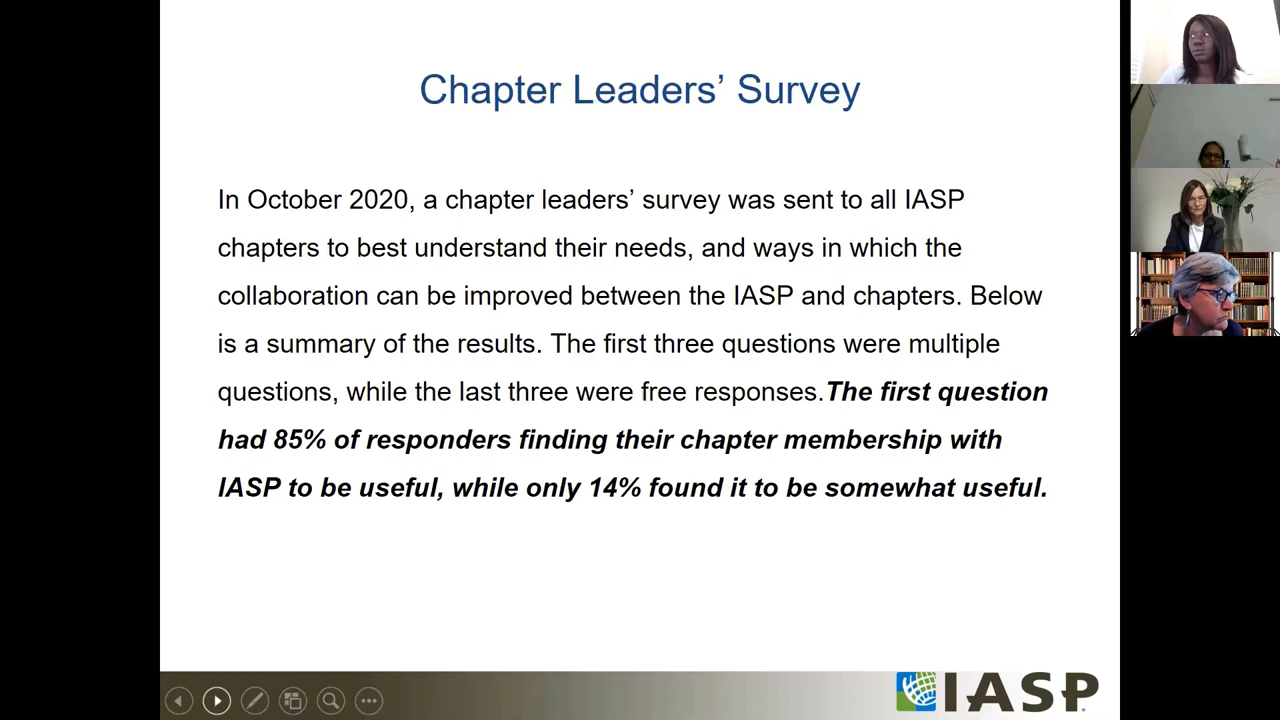 Chapter Leaders’ Survey
In October 2020, a chapter leaders’ survey was sent to all IASP
chapters to best understand their needs, and ways in which the
collaboration can be improved between the IASP and chapters. Below
is a summary of the results. The first three questions were multiple
questions, while the last three were free responses.The first question
had 85% of responders finding their chapter membership with
IASP to be useful, while only 14% found it to be somewhat useful.
IASP